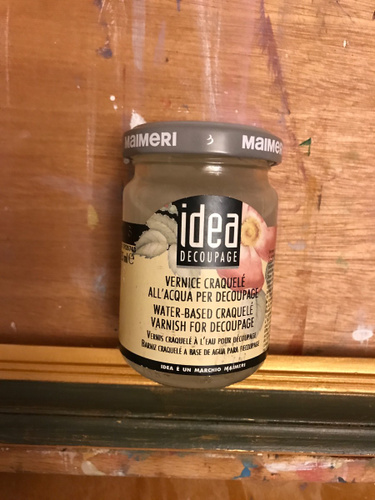 MAIMERI
MAIMERI
idea
DECOUPAGE
VERNICE CRAQUELÉ
ALL'ACQUA PER DECOUPAGE
WATER-BASED CRAQUELÉ
VARNISH FOR DECOUPAGE
VERNIS CRAQUELÉ À L'EAU POUR DÉCOUPAGE
BARNIZ CRAQUELÉ A BASE DE AGUA PARA DECOUPAGE
IDEA È UN MARCHIO MAIMERI